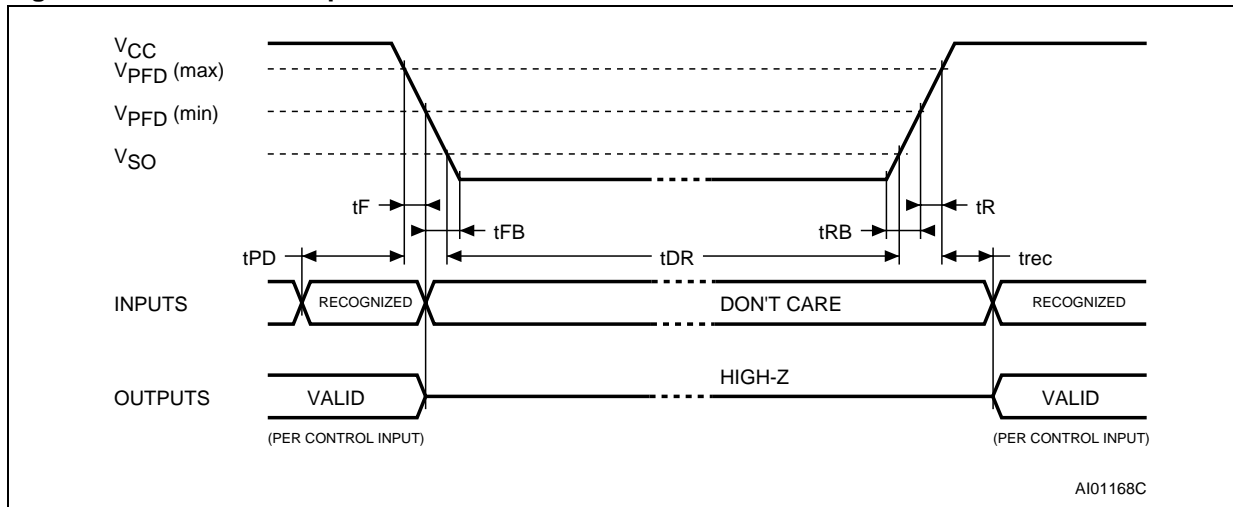 VCC
VPFD (max)
VPFD (min)
VSO
tF
tFB
tR
tRB
tPD
tDR
trec
INPUTS
RECOGNIZED
DON'T CARE
RECOGNIZED
OUTPUTS
VALID
HIGH-Z
VALID
(PER CONTROL INPUT)
(PER CONTROL INPUT)
AI01168C